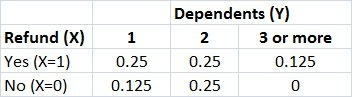 Dependents (Y)
Refund (X) 1 2 3 or more
Yes (X=1) 0.25 0.25 0.125
No (X=0) 0.125 0.25 0